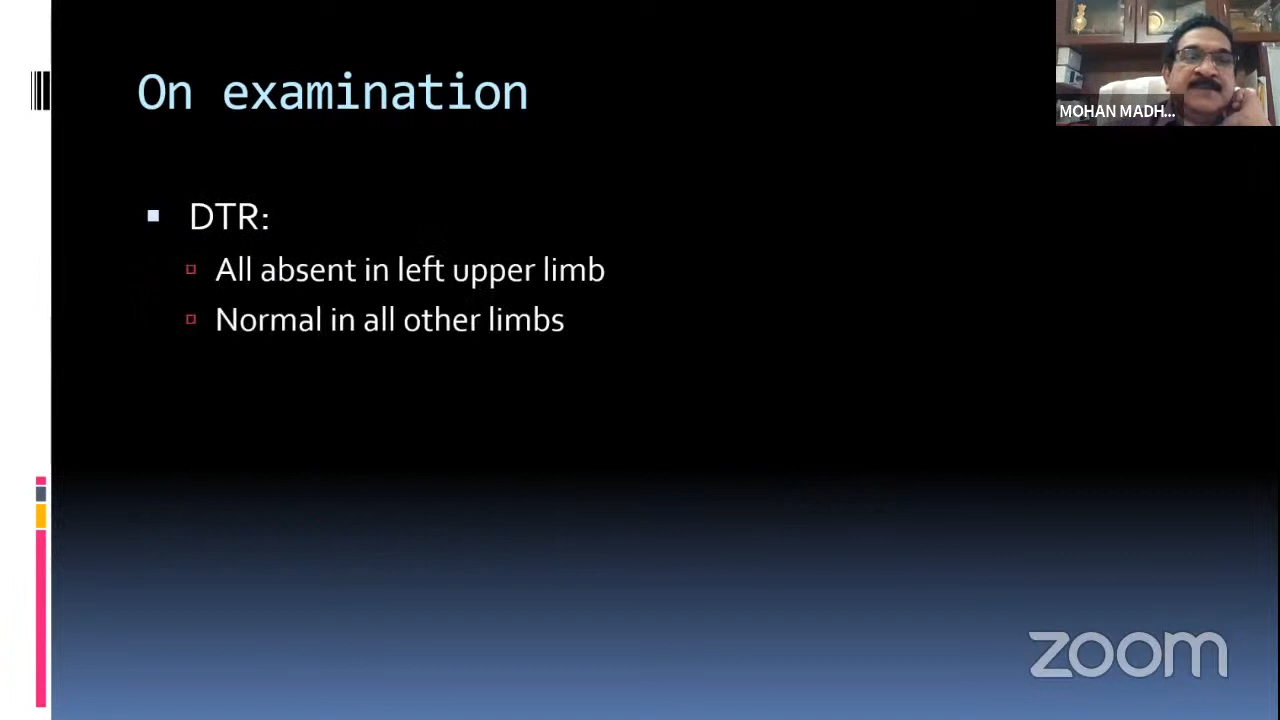 On examination
MOHAN MADH...
DTR:
All absent in left upper limb
Normal in all other limbs
zoom